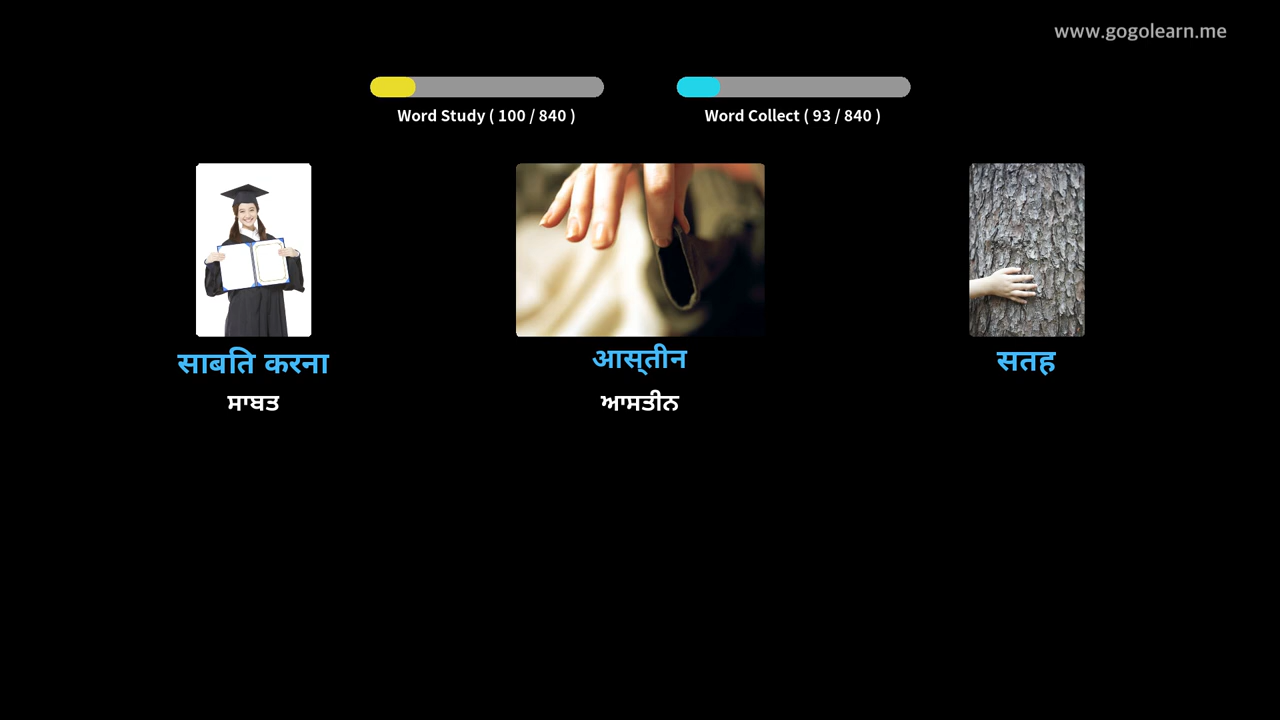 www.gogolearn.me
Word Study ( 100 / 840 )
Word Collect ( 93 / 840 )
साबति करना
आस्‌तीन
सतह
ਸਾਬਤ
ਆਸਤੀਨ